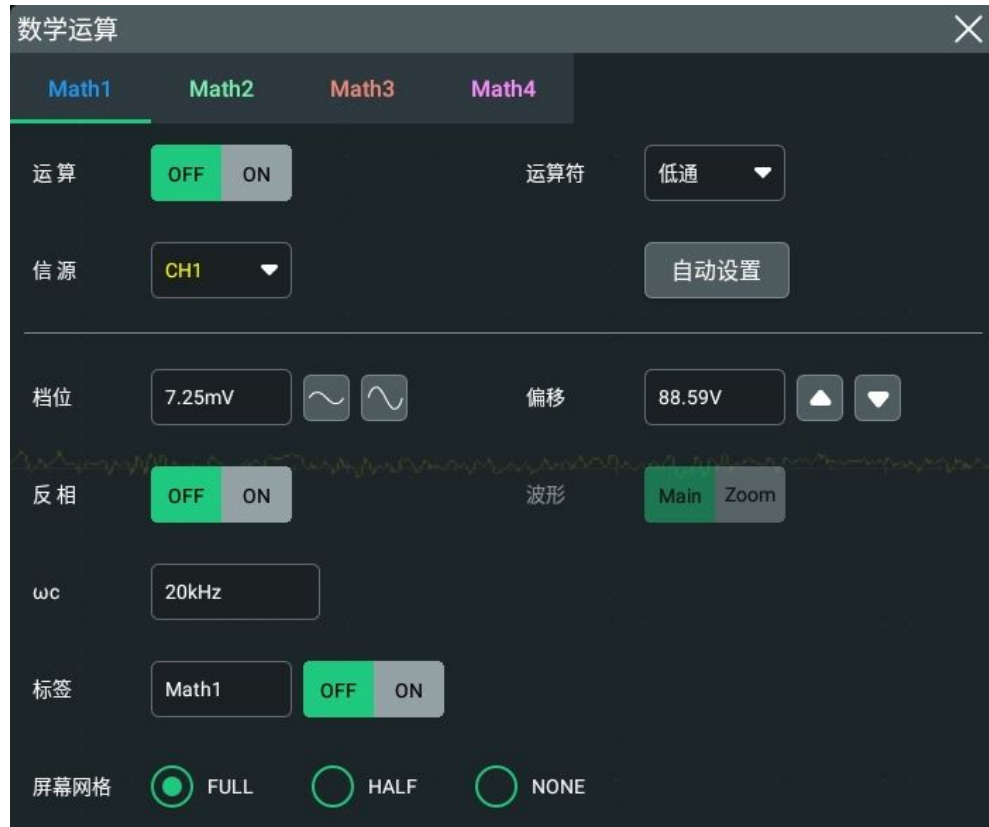 数学运算
Math1 Math2 Math3 Math4
运算 OFF ON 运算符 低通
信源 CH1 自动设置
档位 7.25mV 偏移 88.59V
反相 OFF ON 波形 Main Zoom
ωc 20kHz
标签 Math1 OFF ON
屏幕网格 FULL HALF NONE